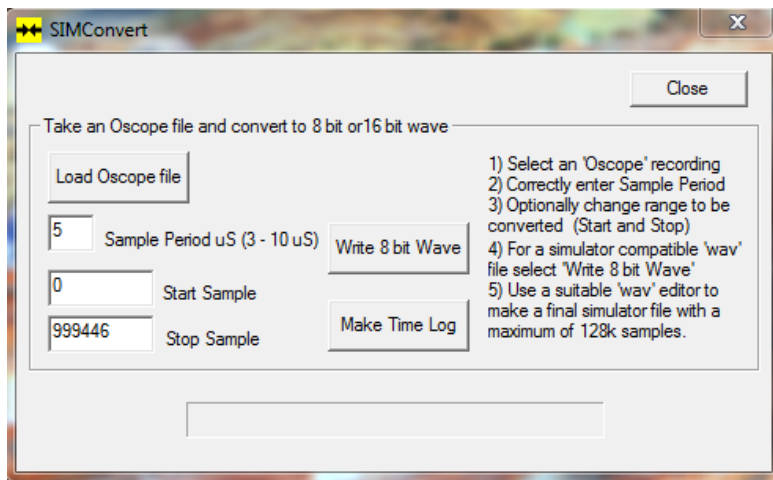 SIMConvert
Close
Take an Oscope file and convert to 8 bit or16 bit wave
Load Oscope file
5
Sample Period uS (3 - 10 uS)
0
Start Sample
999446
Stop Sample
Write 8 bit Wave
Make Time Log
1) Select an 'Oscope' recording
2) Correctly enter Sample Period
3) Optionally change range to be
converted (Start and Stop)
4) For a simulator compatible 'wav'
file select 'Write 8 bit Wave'
5) Use a suitable 'wav' editor to
make a final simulator file with a
maximum of 128k samples.